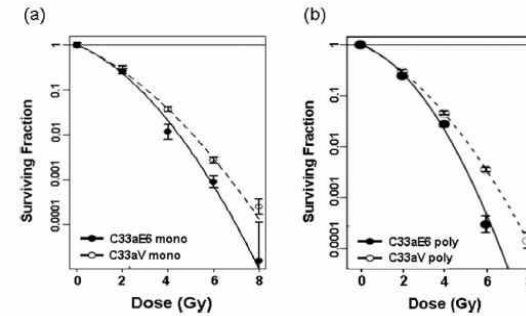 (a)
Surviving Fraction
1
0.1
0.01
0.001
0.0001
C33aE6 mono
C33aV mono
0 2 4 6 8
Dose (Gy)
(b)
Surviving Fraction
1
0.1
0.01
0.001
0.0001
C33aE6 poly
C33aV poly
0 2 4 6
Dose (Gy)